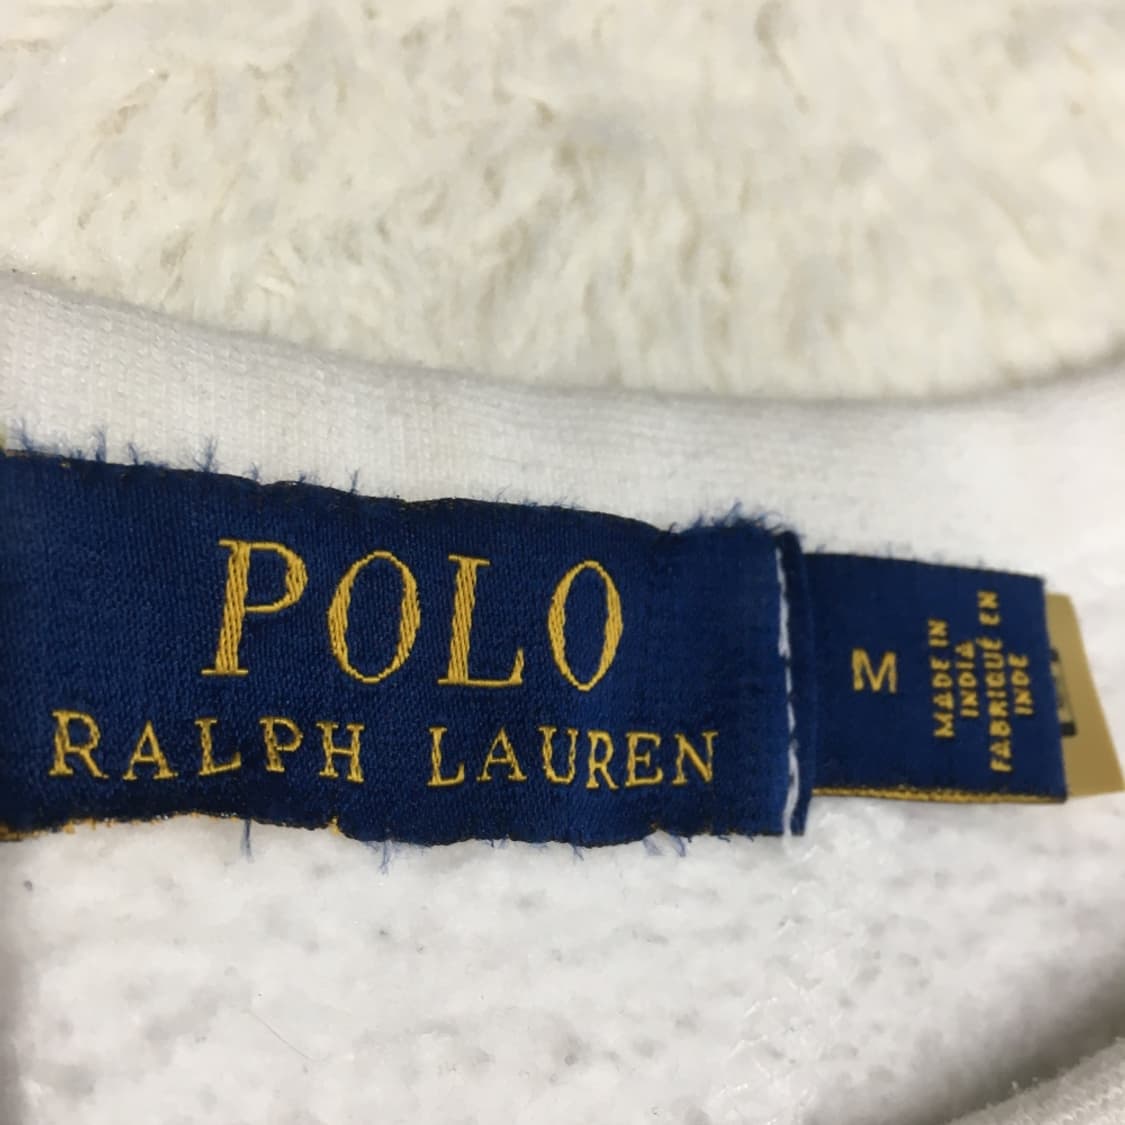 POLO
RALPH LAUREN
M
MADE IN
INDIA
FABRIQUÉ EN
INDE